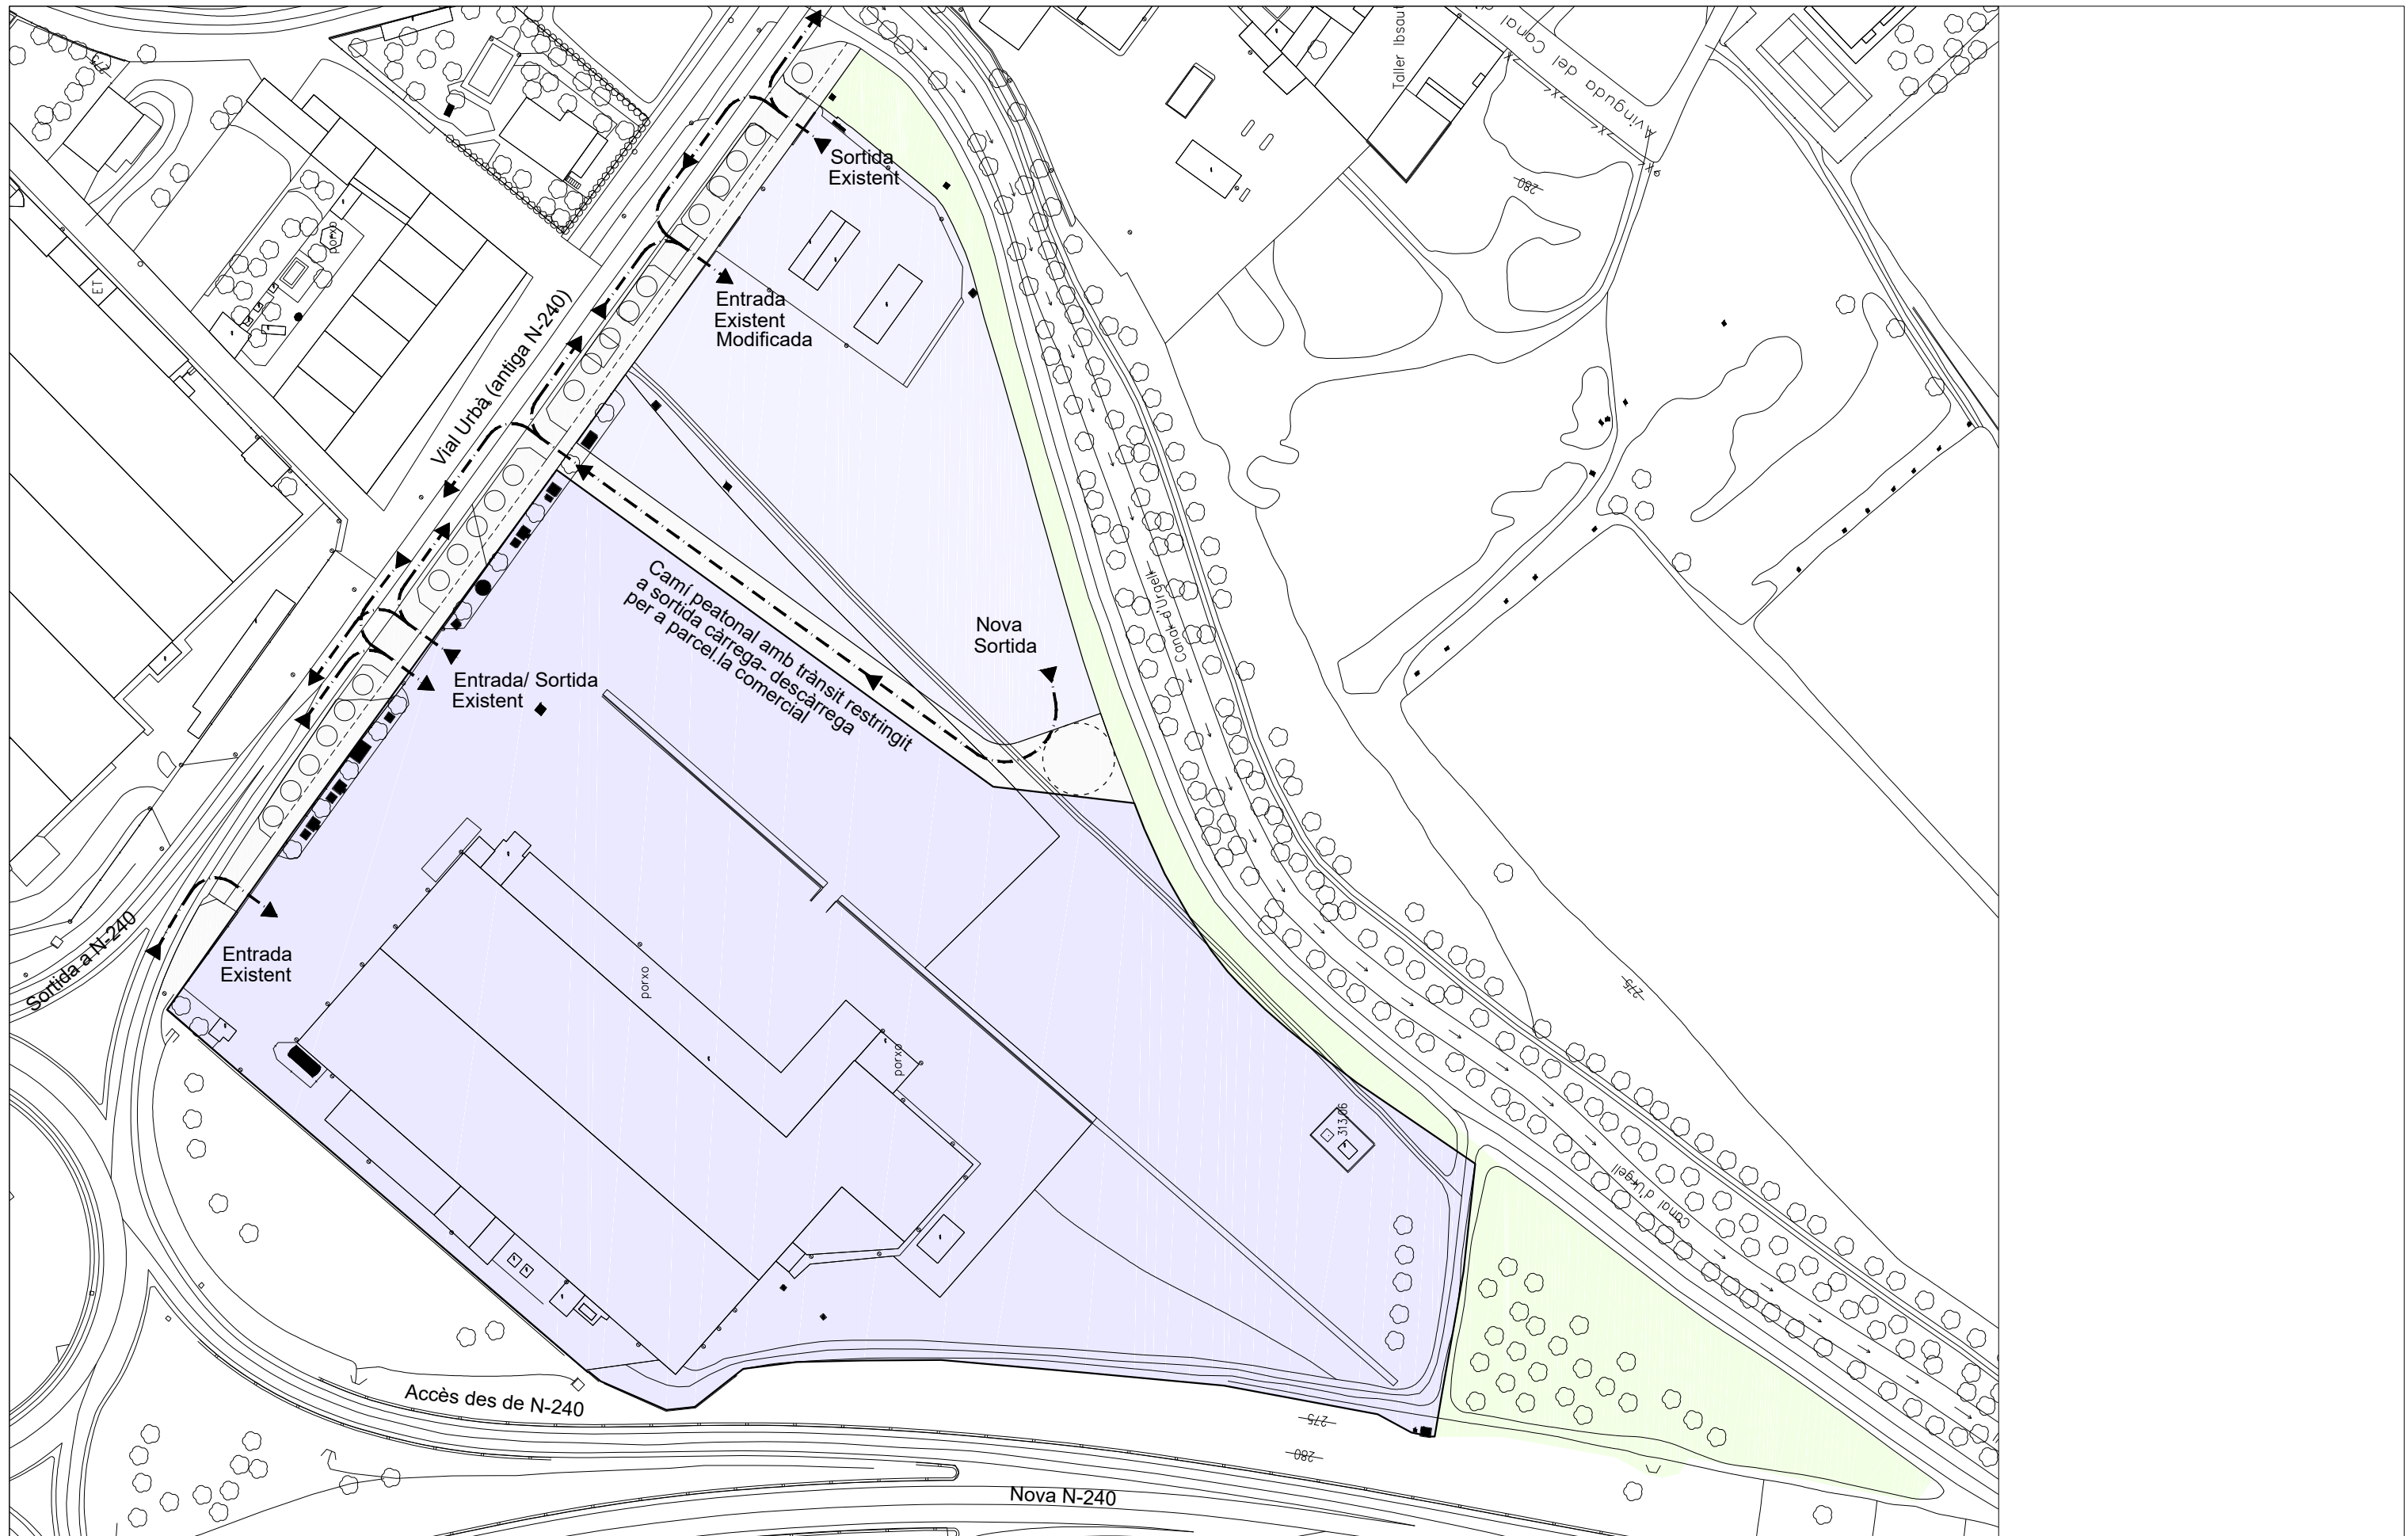 Taller Ibsaut
Avinguda del Canal
273
porxo
280
ET
Sortida
Existent
Entrada
Existent
Modificada
Vial Urbà (antiga N-240)
Camí peatonal amb trànsit restringit
a sortida càrrega- descàrrega
per a parcel.la comercial
Canal d'Urgell
Nova
Sortida
Entrada/ Sortida
Existent
Sortida a N-240
Entrada
Existent
porxo
porxo
275
313.06
Canal d'Urgell
Accès des de N-240
275
280
Nova N-240